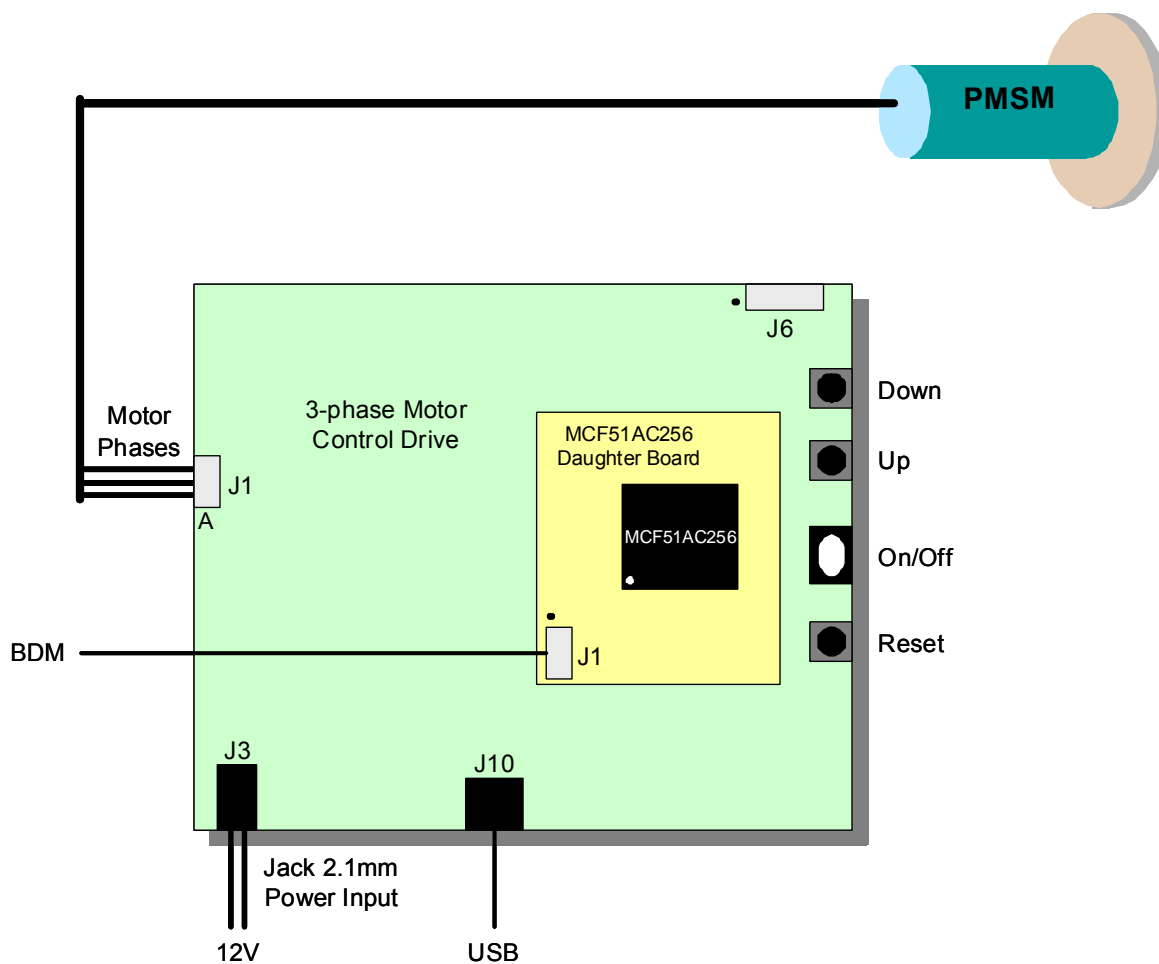 PMSM
J6
Down
Motor
Phases
3-phase Motor
Control Drive
MCF51AC256
Daughter Board
Up
J1
A
MCF51AC256
On/Off
BDM
J1
Reset
J3
J10
Jack 2.1mm
Power Input
12V
USB